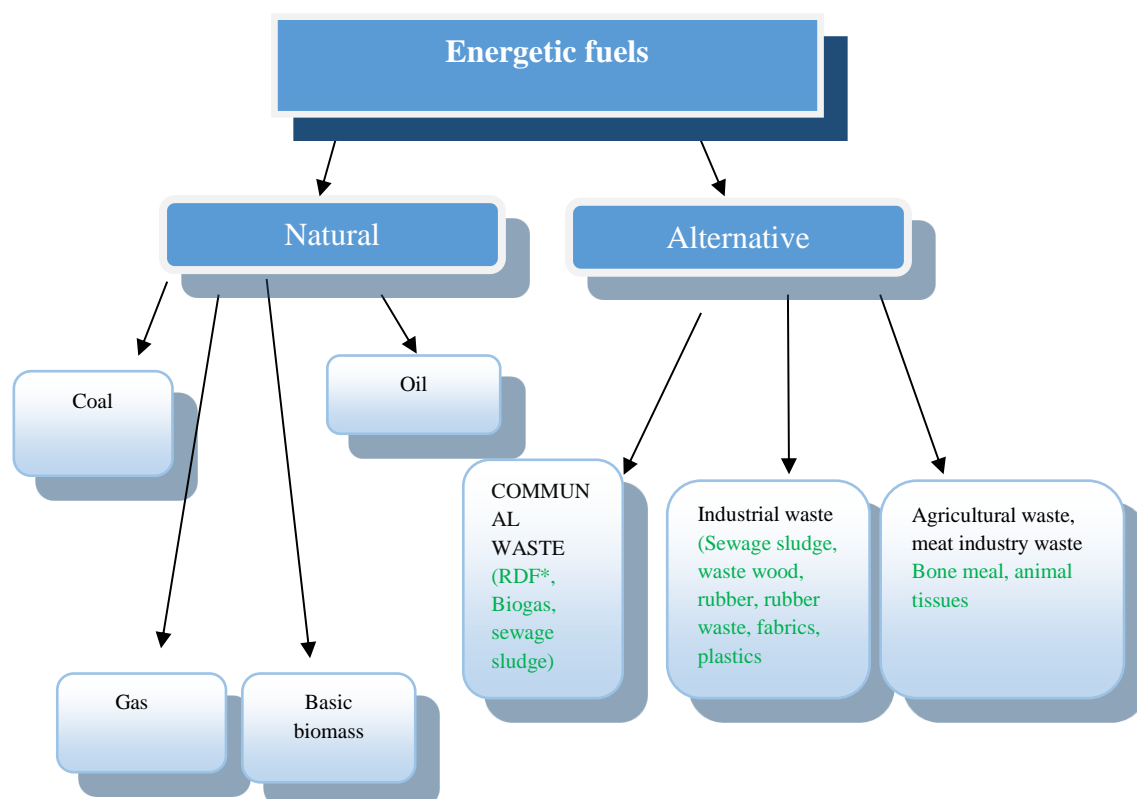 Energetic fuels
Natural
Alternative
Coal
Oil
COMMUN
AL
WASTE
(RDF*,
Biogas,
sewage
sludge)
Industrial waste
(Sewage sludge,
waste wood,
rubber, rubber
waste, fabrics,
plastics
Agricultural waste,
meat industry waste
Bone meal, animal
tissues
Gas
Basic
biomass